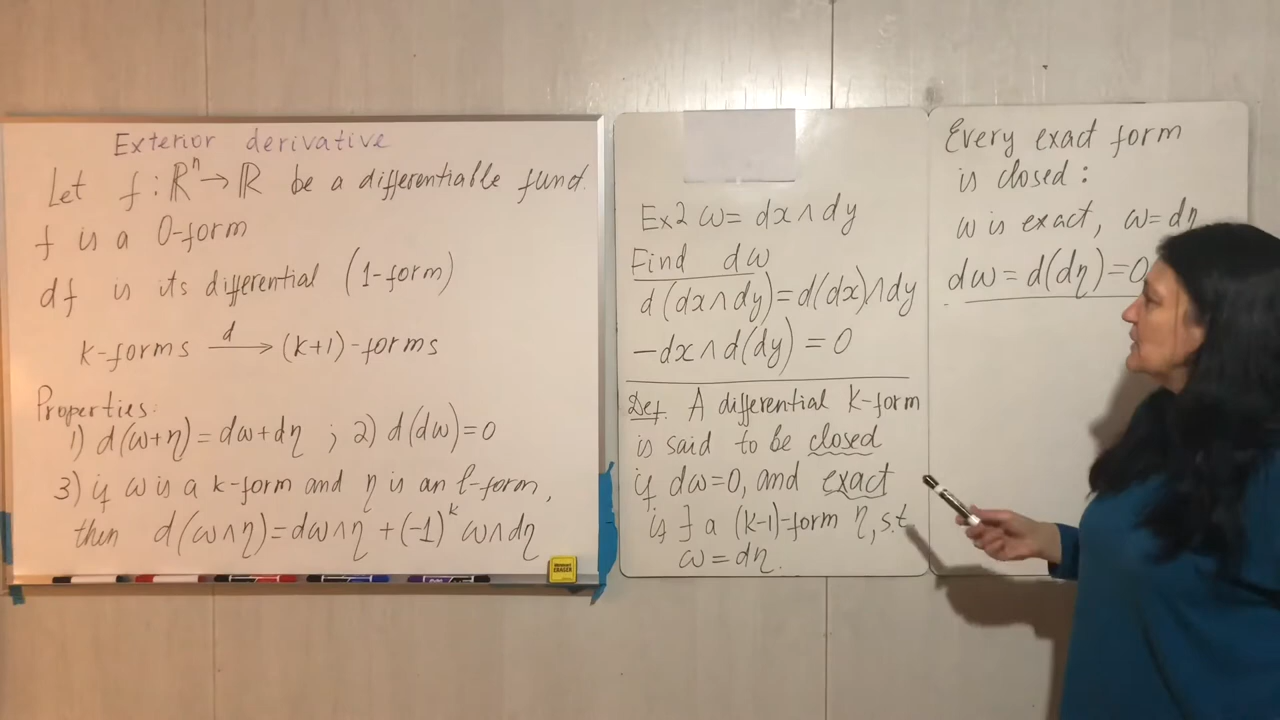 Exterior derivative
Let f : ℝⁿ → ℝ be a differentiable funct.
f is a 0-form
df is its differential (1-form)
k-forms —d→ (k+1)-forms
Properties:
1) d(ω+η) = dω+dη ; 2) d(dω)=0
3) if ω is a k-form and η is an ℓ-form,
then d(ω∧η)=dω∧η +(-1)ᵏ ω∧dη
ERASER
Ex2 ω= dx∧dy
Find dω
d(dx∧dy)=d(dx)∧dy
-dx∧d(dy) = 0
Def. A differential k-form
is said to be closed
if dω=0, and exact
if ∃ a (k-1)-form η, s.t.
ω=dη.
Every exact form
is closed:
ω is exact, ω=dη
dω = d(dη)=0